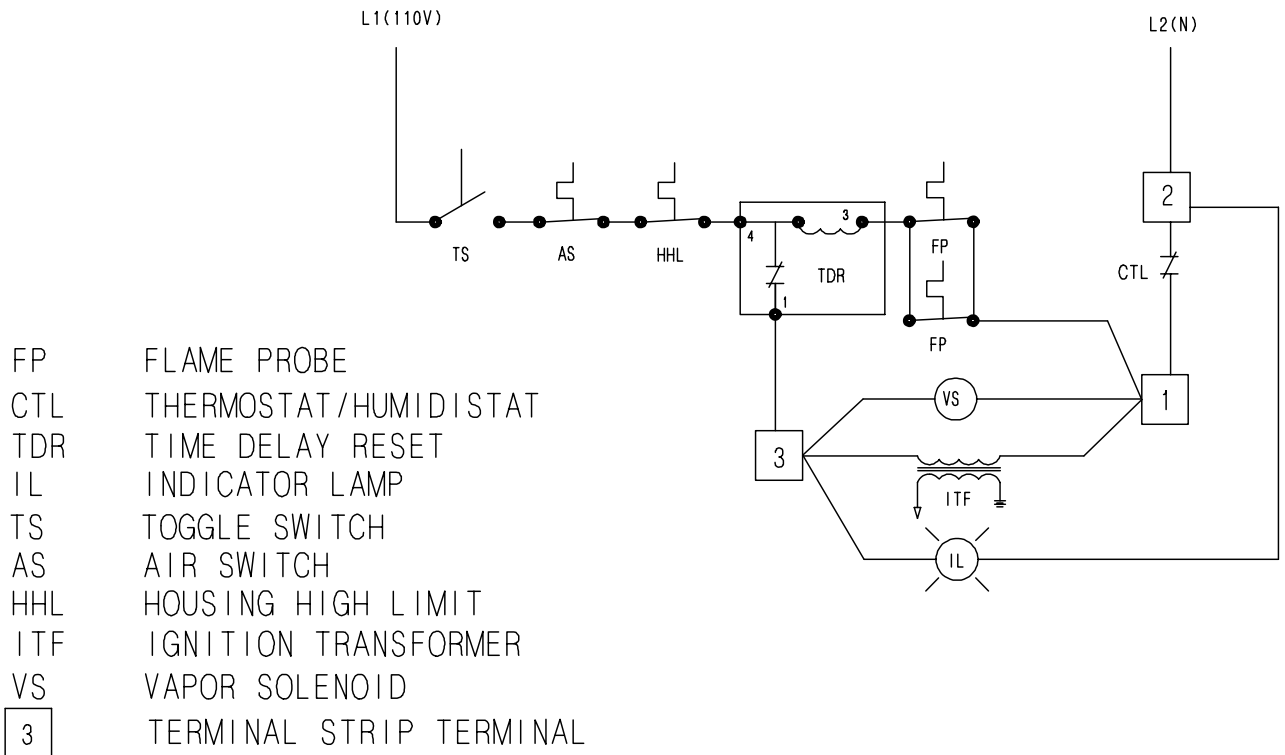 L1(110V)
L2(N)
2
TS
AS
HHL
4
3
TDR
1
FP
FP
CTL
1
VS
3
ITF
IL
FP FLAME PROBE
CTL THERMOSTAT/HUMIDISTAT
TDR TIME DELAY RESET
IL INDICATOR LAMP
TS TOGGLE SWITCH
AS AIR SWITCH
HHL HOUSING HIGH LIMIT
ITF IGNITION TRANSFORMER
VS VAPOR SOLENOID
3 TERMINAL STRIP TERMINAL